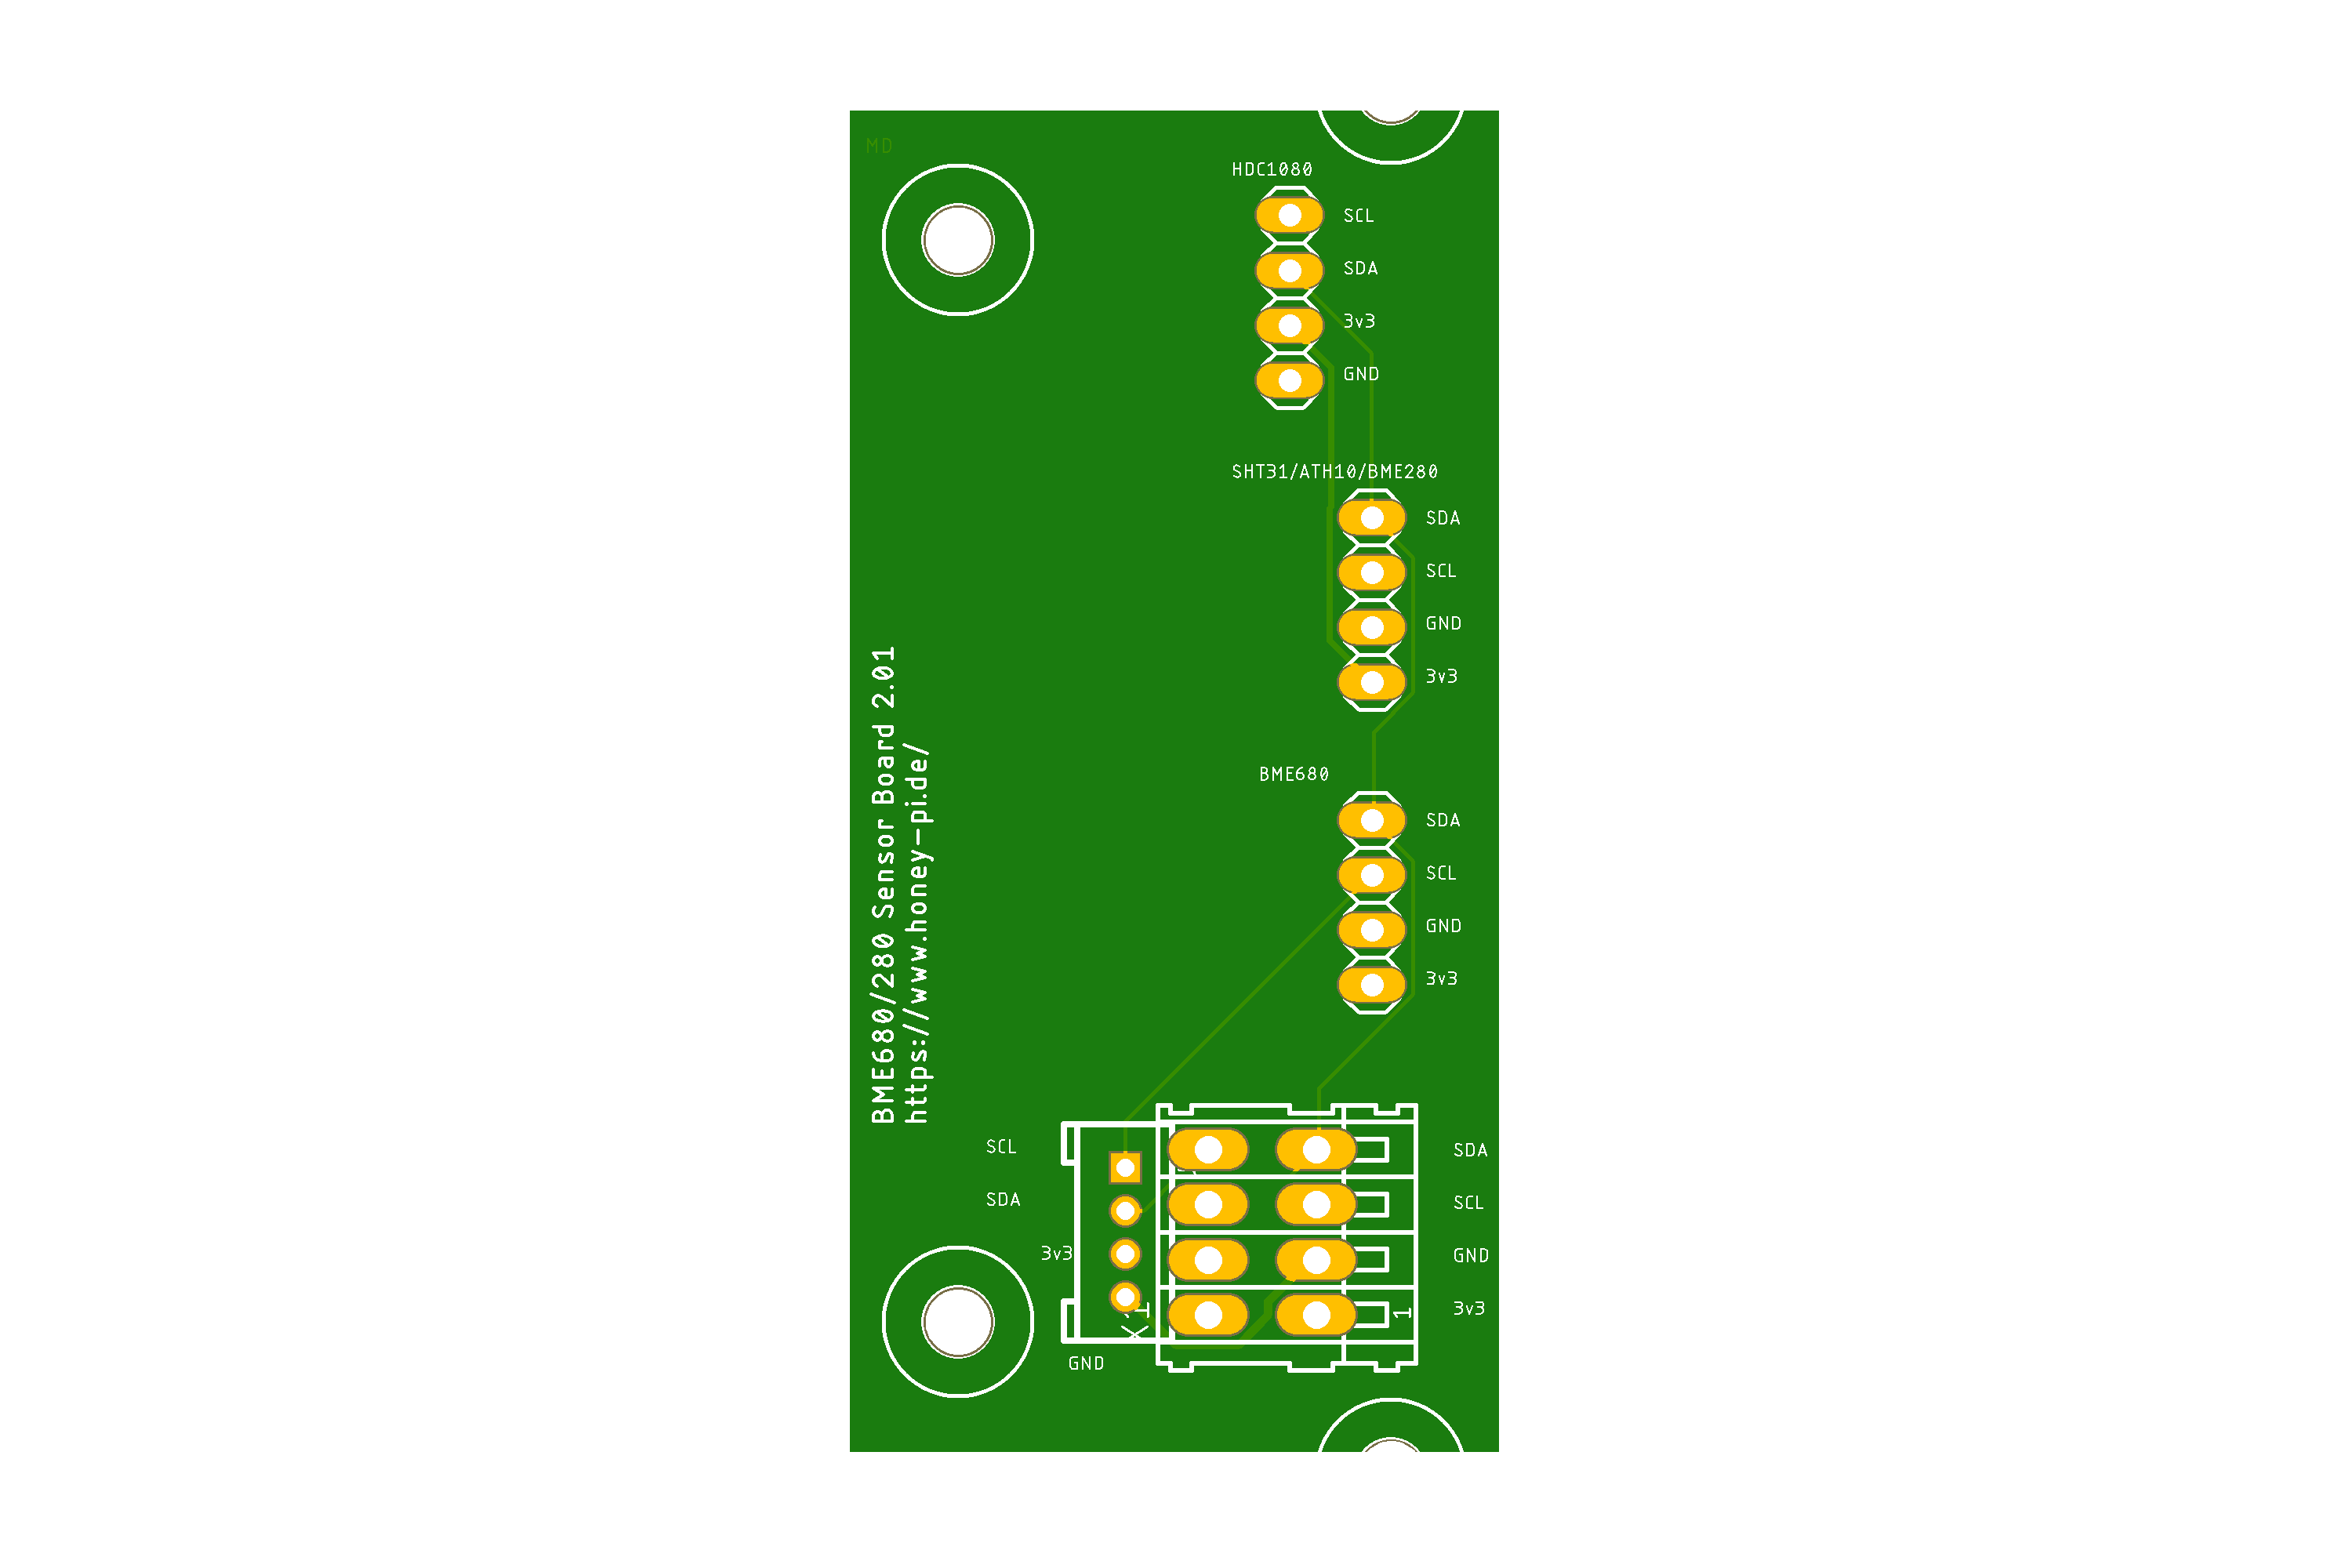 MD
HDC1080
SCL
SDA
3v3
GND
SHT31/ATH10/BME280
SDA
SCL
GND
3v3
BME680
SDA
SCL
GND
3v3
BME680/280 Sensor Board 2.01
https://www.honey-pi.de/
SCL
SDA
3v3
GND
X1
SDA
SCL
GND
3v3
1